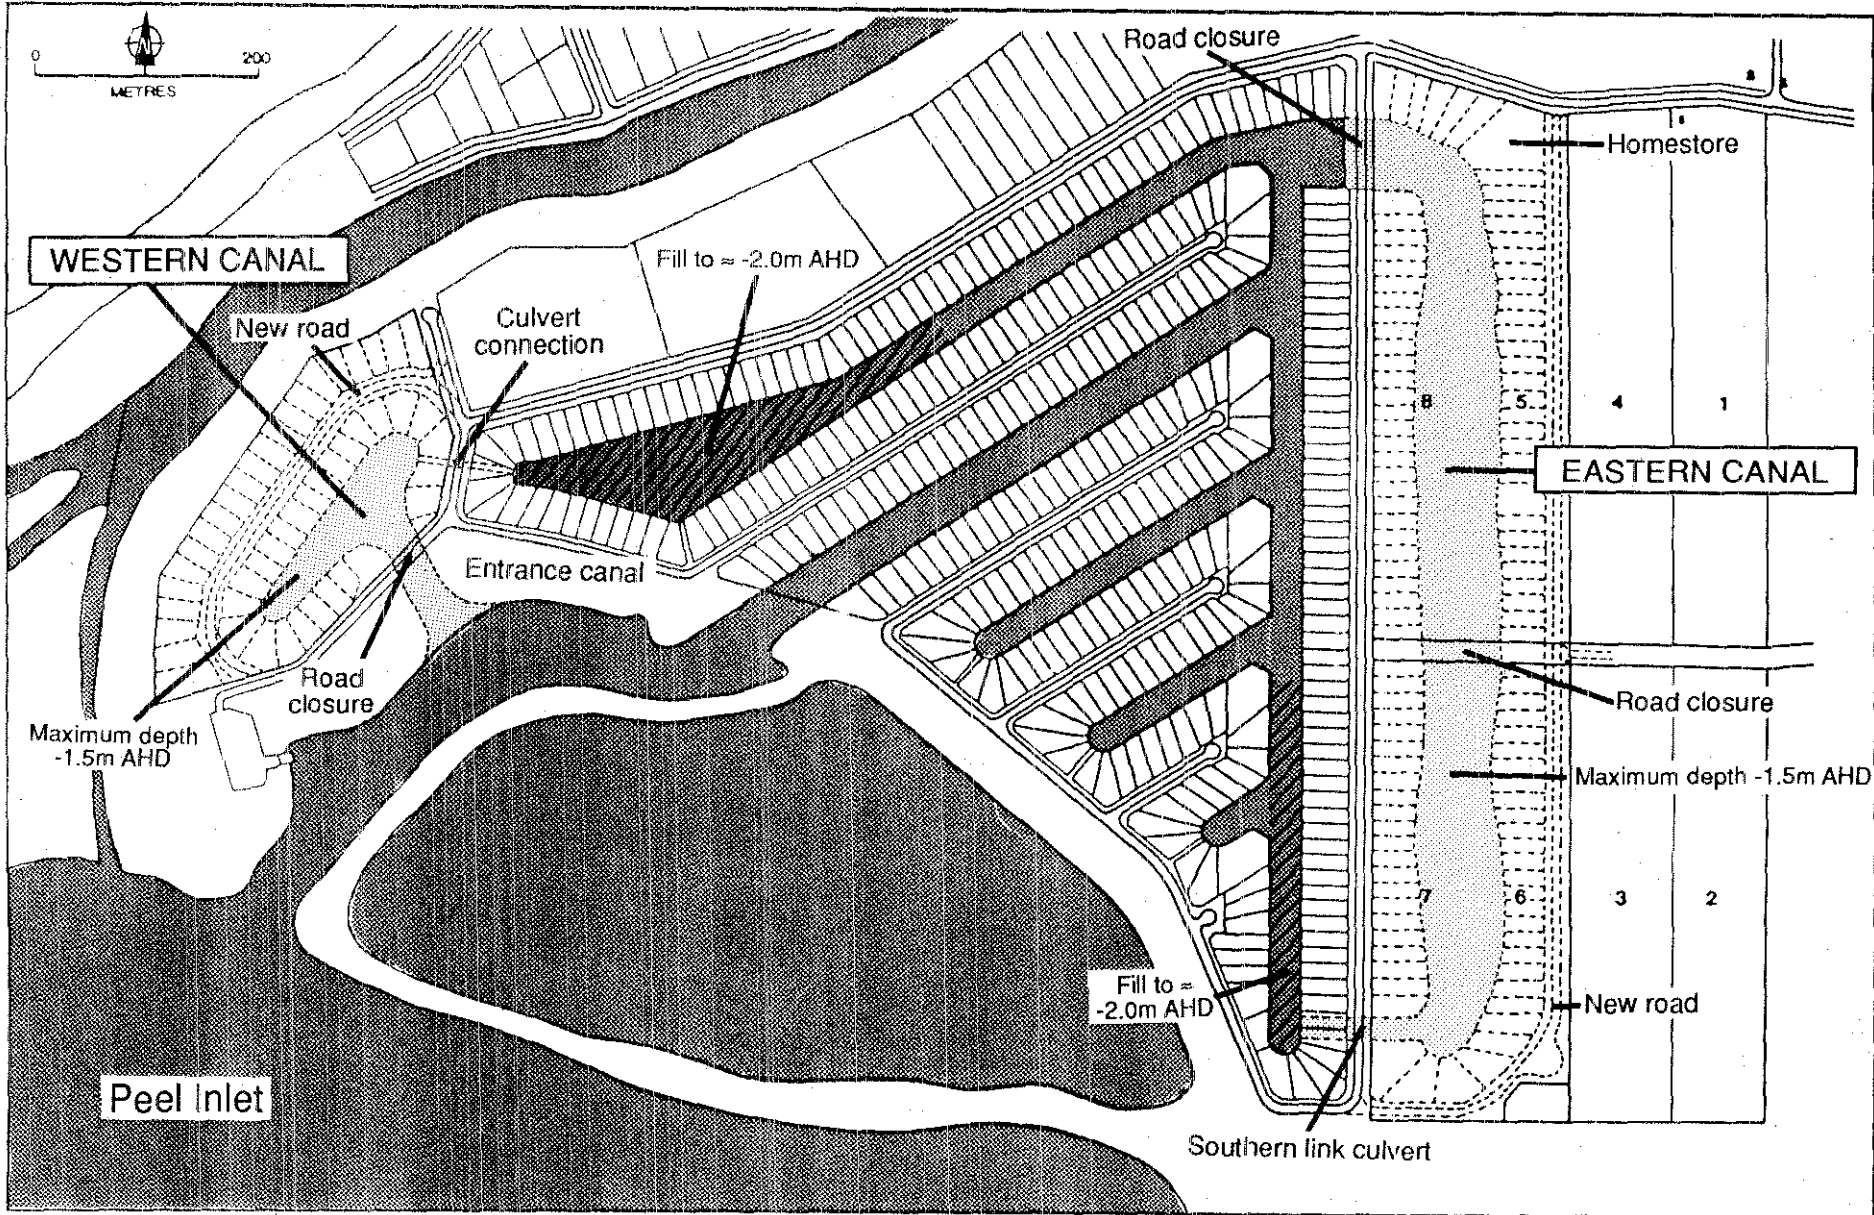 Road closure
N
0
200
METRES
Homestore
WESTERN CANAL
Fill to ≈ -2.0m AHD
New road
Culvert
connection
8
5
4
1
EASTERN CANAL
Entrance canal
Road
closure
Road closure
Maximum depth
-1.5m AHD
Maximum depth -1.5m AHD
7
6
3
2
Fill to ≈
-2.0m AHD
New road
Peel Inlet
Southern link culvert